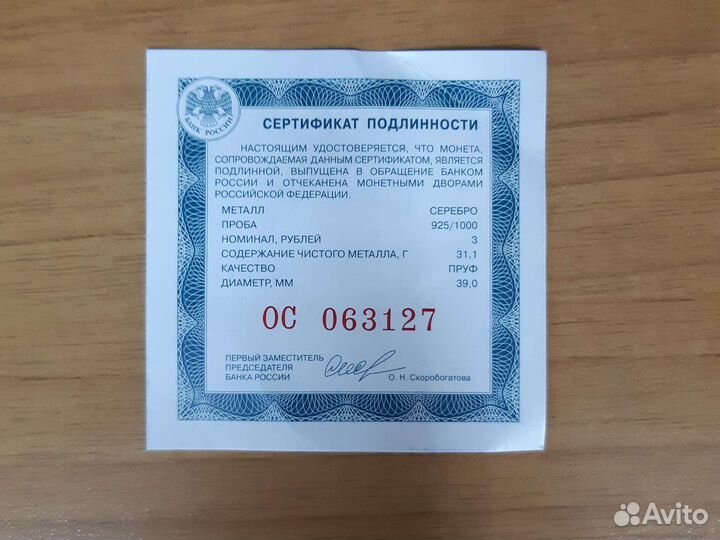 БАНК РОССИИ
СЕРТИФИКАТ ПОДЛИННОСТИ
НАСТОЯЩИМ УДОСТОВЕРЯЕТСЯ, ЧТО МОНЕТА,
СОПРОВОЖДАЕМАЯ ДАННЫМ СЕРТИФИКАТОМ, ЯВЛЯЕТСЯ
ПОДЛИННОЙ, ВЫПУЩЕНА В ОБРАЩЕНИЕ БАНКОМ
РОССИИ И ОТЧЕКАНЕНА МОНЕТНЫМИ ДВОРАМИ
РОССИЙСКОЙ ФЕДЕРАЦИИ.
МЕТАЛЛ СЕРЕБРО
ПРОБА 925/1000
НОМИНАЛ, РУБЛЕЙ 3
СОДЕРЖАНИЕ ЧИСТОГО МЕТАЛЛА, Г 31,1
КАЧЕСТВО ПРУФ
ДИАМЕТР, ММ 39,0
ОС 063127
ПЕРВЫЙ ЗАМЕСТИТЕЛЬ
ПРЕДСЕДАТЕЛЯ
БАНКА РОССИИ О. Н. Скоробогатова
Avito